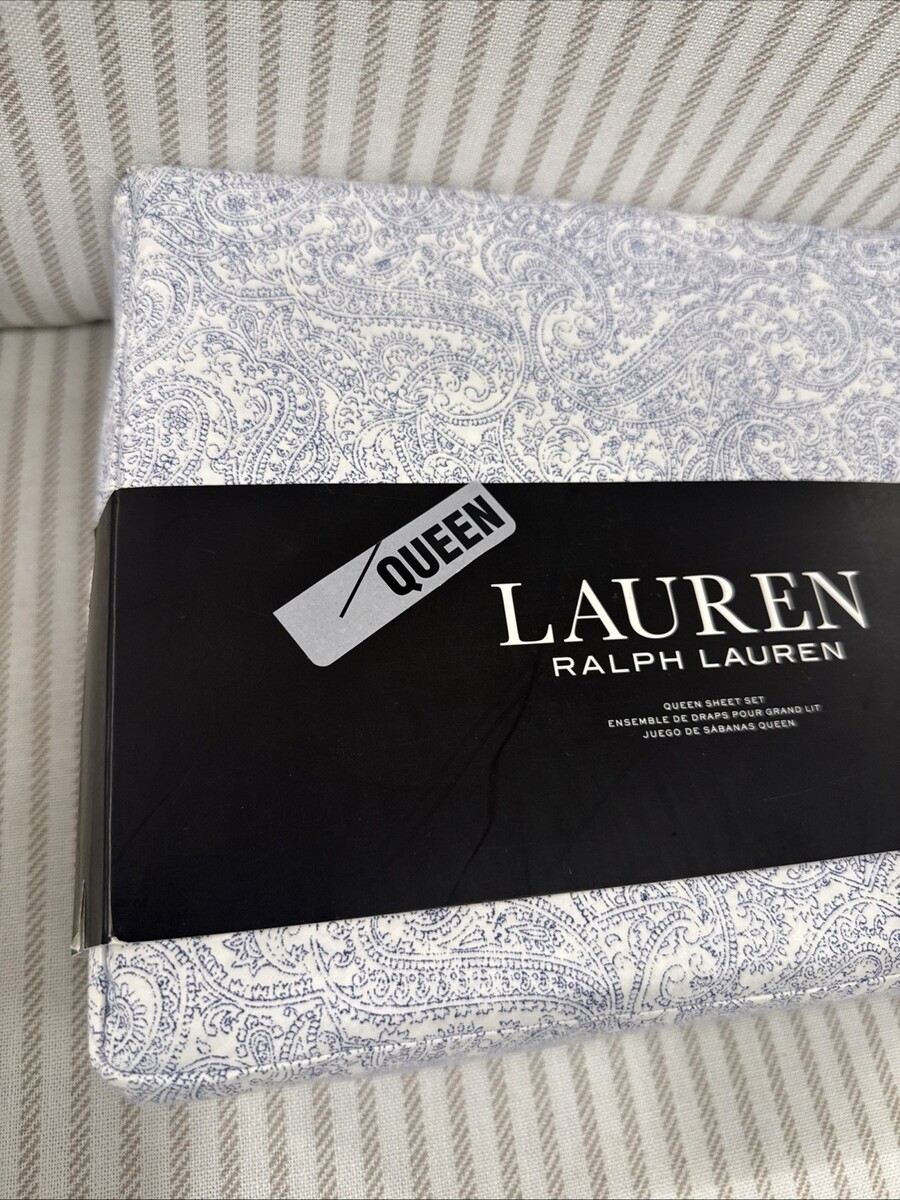 QUEEN
LAUREN
RALPH LAUREN
QUEEN SHEET SET
ENSEMBLE DE DRAPS POUR GRAND LIT
JUEGO DE SÁBANAS QUEEN